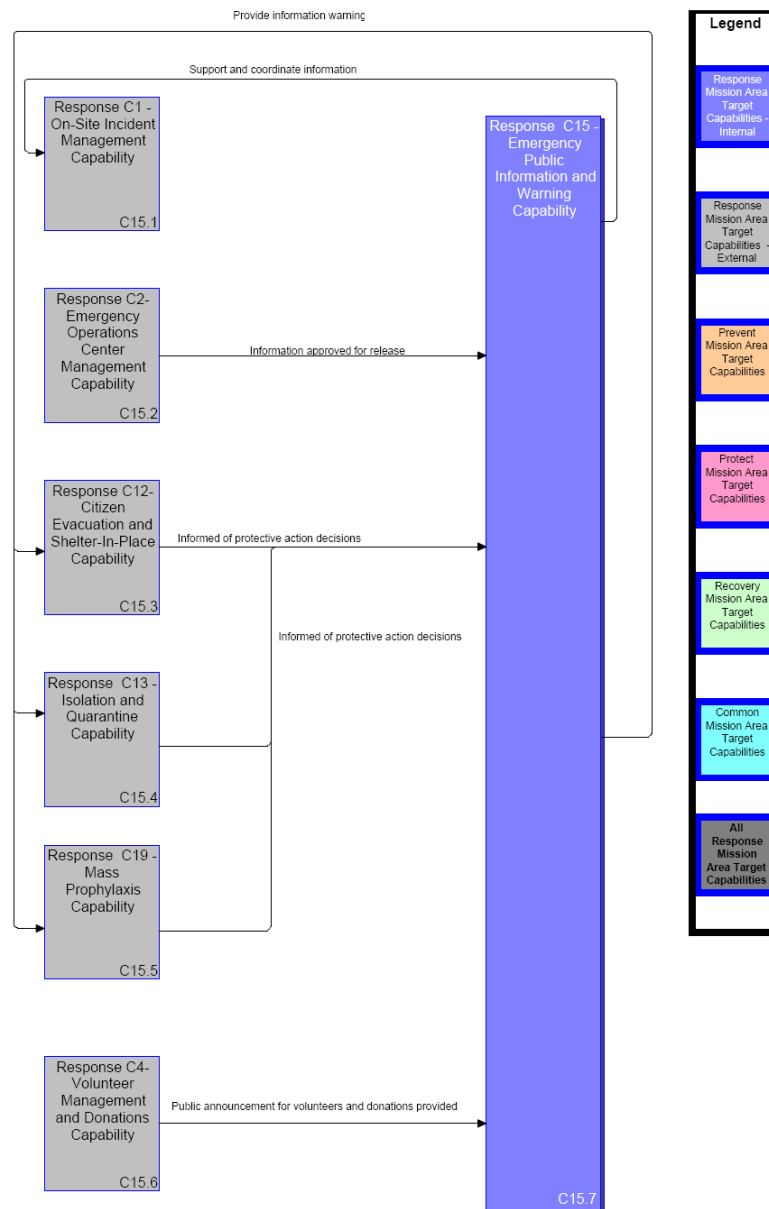 Provide information warning
Support and coordinate information
Response C1 -
On-Site Incident
Management
Capability
C15.1
Response C2-
Emergency
Operations
Center
Management
Capability
C15.2
Information approved for release
Response C12-
Citizen
Evacuation and
Shelter-In-Place
Capability
C15.3
Informed of protective action decisions
Informed of protective action decisions
Response C13 -
Isolation and
Quarantine
Capability
C15.4
Response C19 -
Mass
Prophylaxis
Capability
C15.5
Response C4-
Volunteer
Management
and Donations
Capability
C15.6
Public announcement for volunteers and donations provided
Response C15 -
Emergency
Public
Information and
Warning
Capability
C15.7
Legend
Response
Mission Area
Target
Capabilities -
Internal
Response
Mission Area
Target
Capabilities -
External
Prevent
Mission Area
Target
Capabilities
Protect
Mission Area
Target
Capabilities
Recovery
Mission Area
Target
Capabilities
Common
Mission Area
Target
Capabilities
All
Response
Mission
Area Target
Capabilities